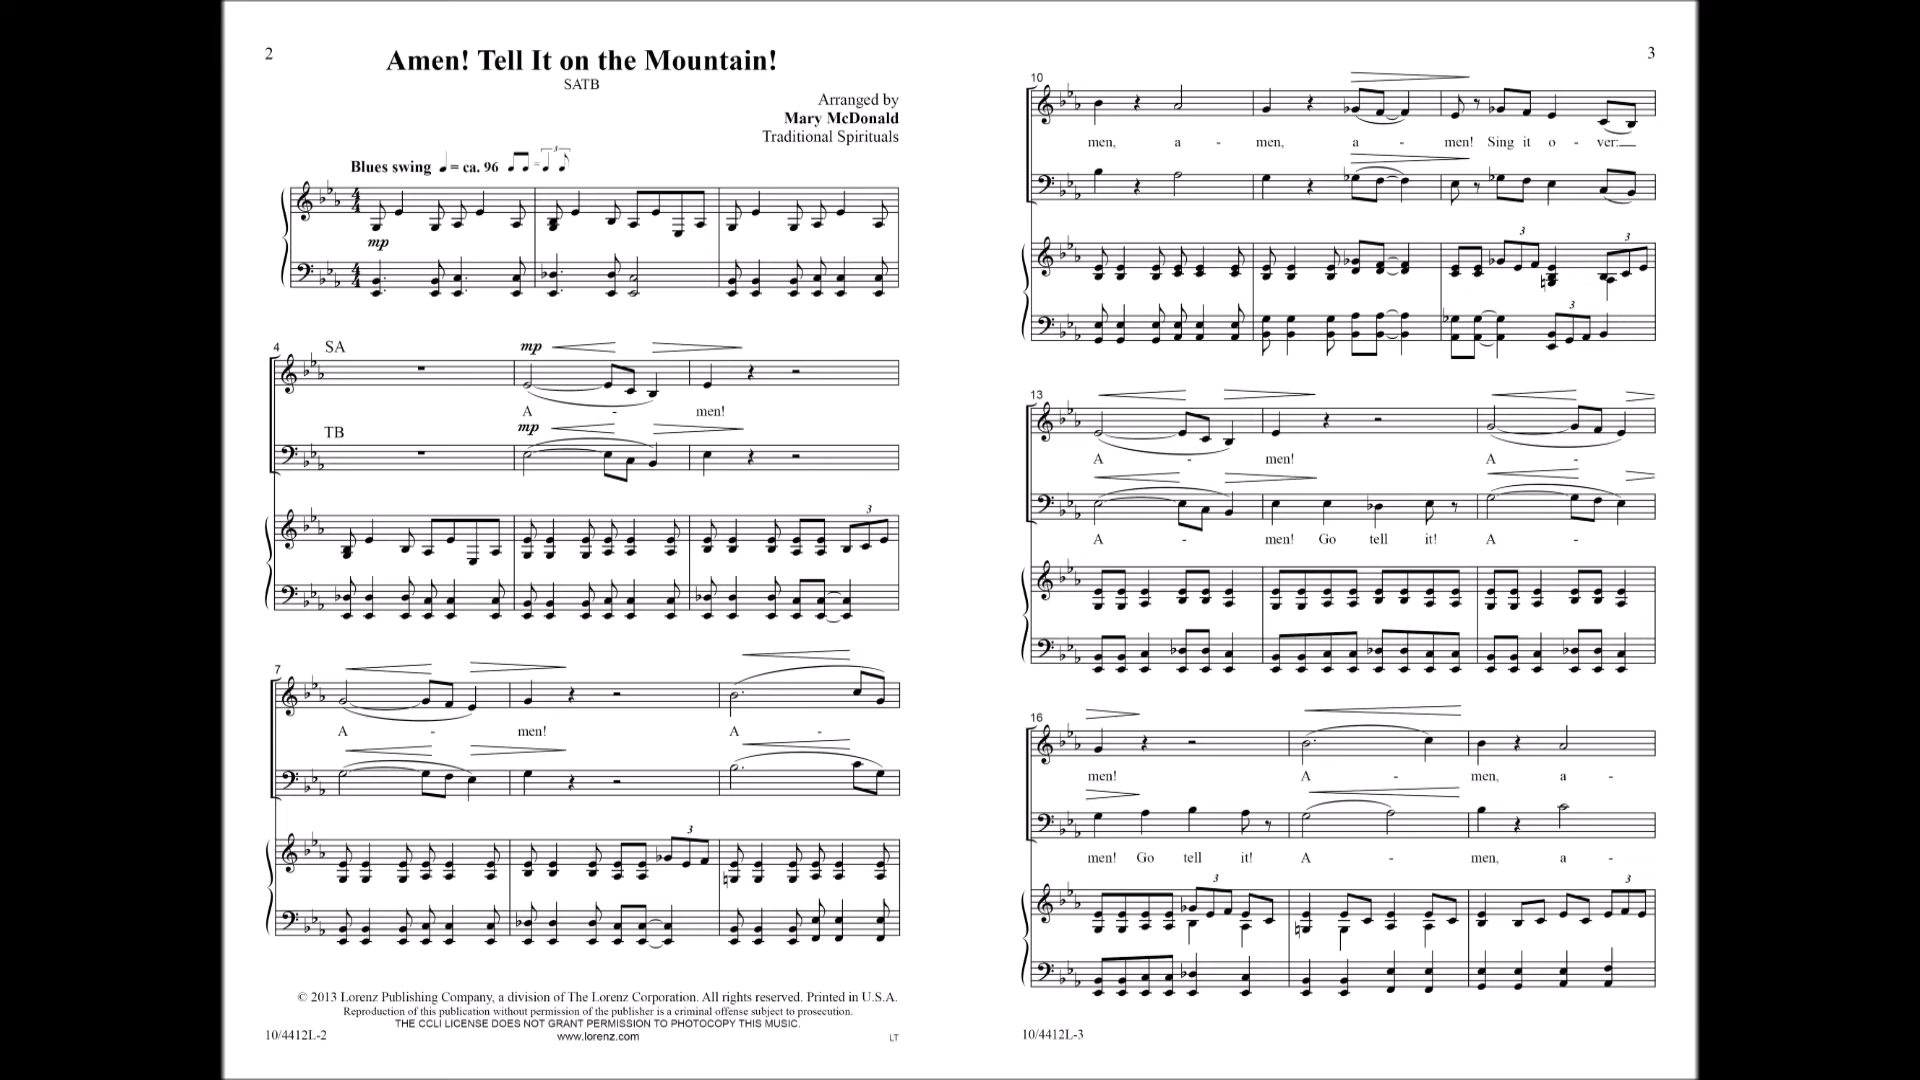 2
Amen! Tell It on the Mountain!
SATB
Arranged by
Mary McDonald
Traditional Spirituals
Blues swing = ca. 96 = 3
mp
4
SA
mp
A - men!
TB
mp
3
7
A - men! A -
3
© 2013 Lorenz Publishing Company, a division of The Lorenz Corporation. All rights reserved. Printed in U.S.A.
Reproduction of this publication without permission of the publisher is a criminal offense subject to prosecution.
THE CCLI LICENSE DOES NOT GRANT PERMISSION TO PHOTOCOPY THIS MUSIC.
www.lorenz.com
10/4412L-2
LT
3
10
men, a - men, a - men! Sing it o - ver:
3 3
3
13
A - men! A -
A - men! Go tell it! A -
16
men! A - men, a -
men! Go tell it! A - men, a -
3 3
10/4412L-3